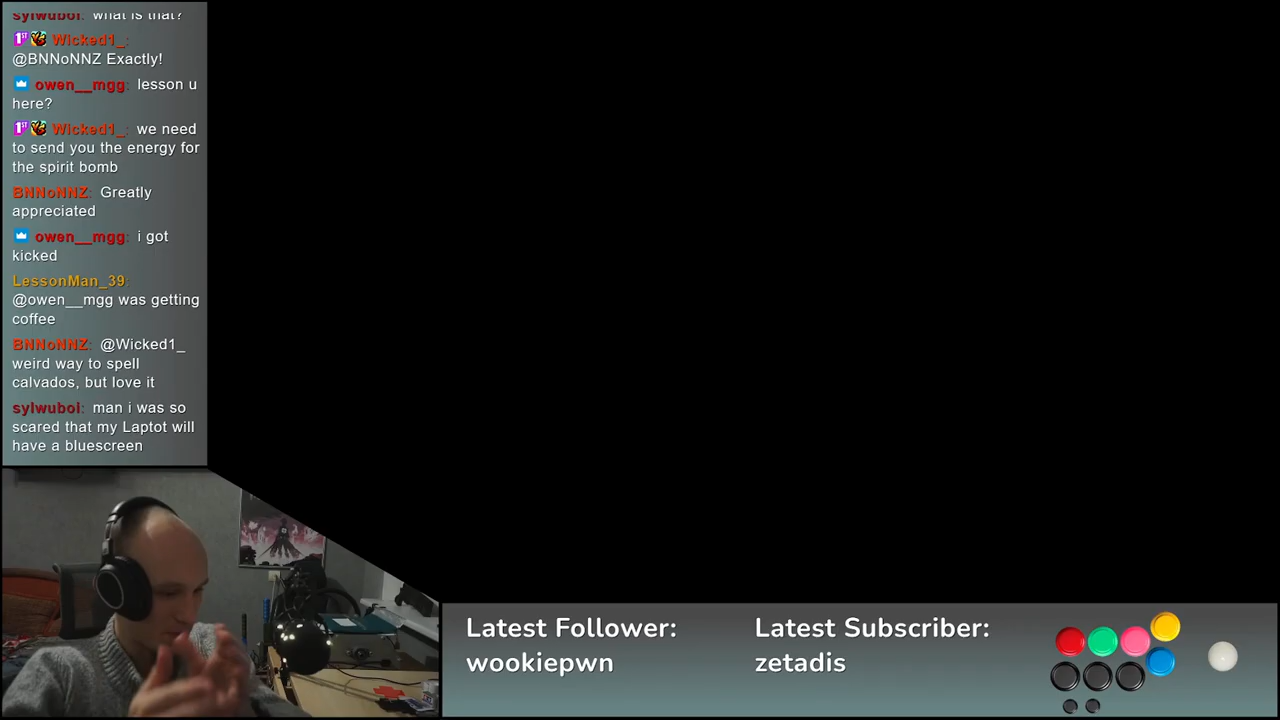 sylwuboi: what is that?
Wicked1_:
@BNNoNNZ Exactly!
owen__mgg: lesson u
here?
Wicked1_: we need
to send you the energy for
the spirit bomb
BNNoNNZ: Greatly
appreciated
owen__mgg: i got
kicked
LessonMan_39:
@owen__mgg was getting
coffee
BNNoNNZ: @Wicked1_
weird way to spell
calvados, but love it
sylwuboi: man i was so
scared that my Laptot will
have a bluescreen
Latest Follower:
wookiepwn
Latest Subscriber:
zetadis